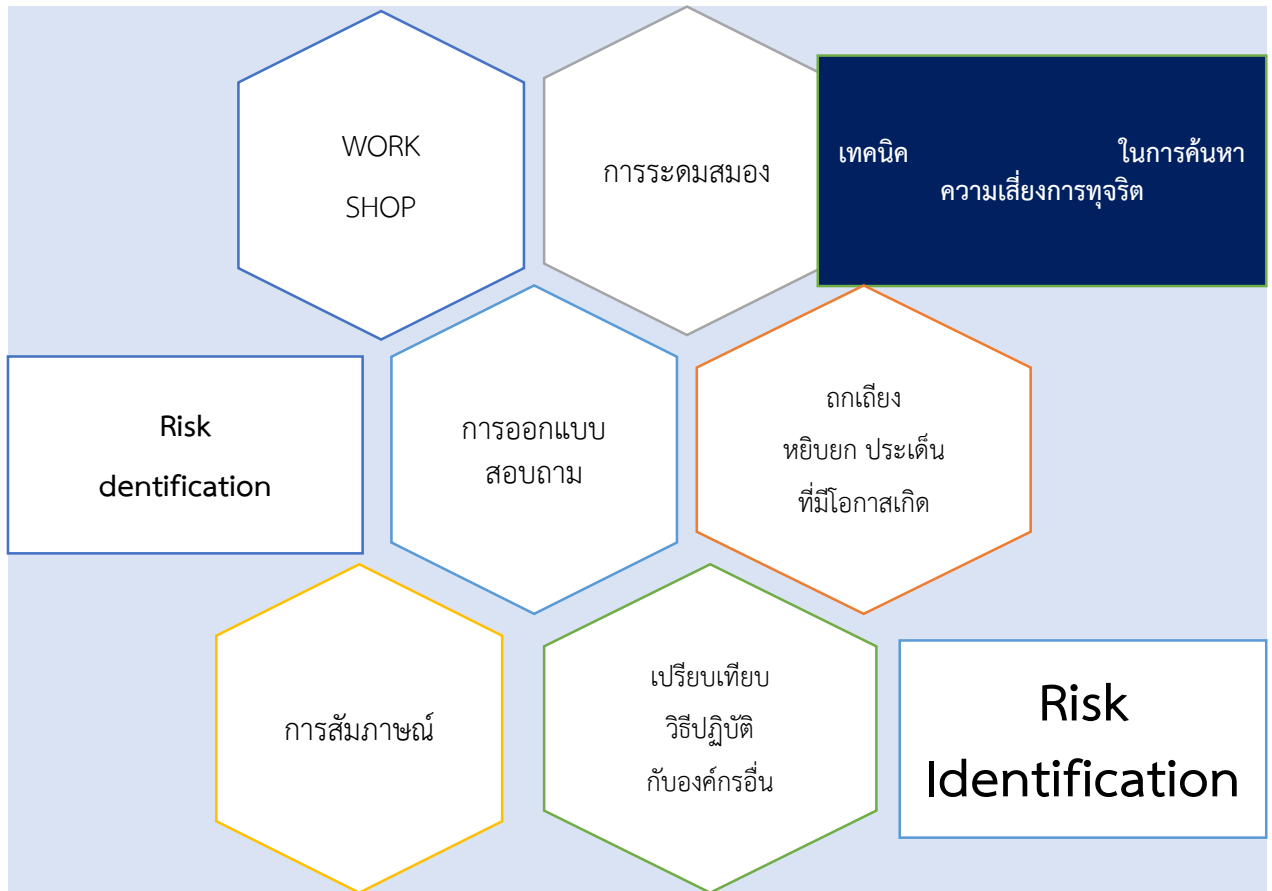 WORK
SHOP
การระดมสมอง
เทคนิค ในการค้นหา
ความเสี่ยงการทุจริต
Risk
dentification
การออกแบบ
สอบถาม
ถกเถียง
หยิบยก ประเด็น
ที่มีโอกาสเกิด
การสัมภาษณ์
เปรียบเทียบ
วิธีปฏิบัติ
กับองค์กรอื่น
Risk
Identification